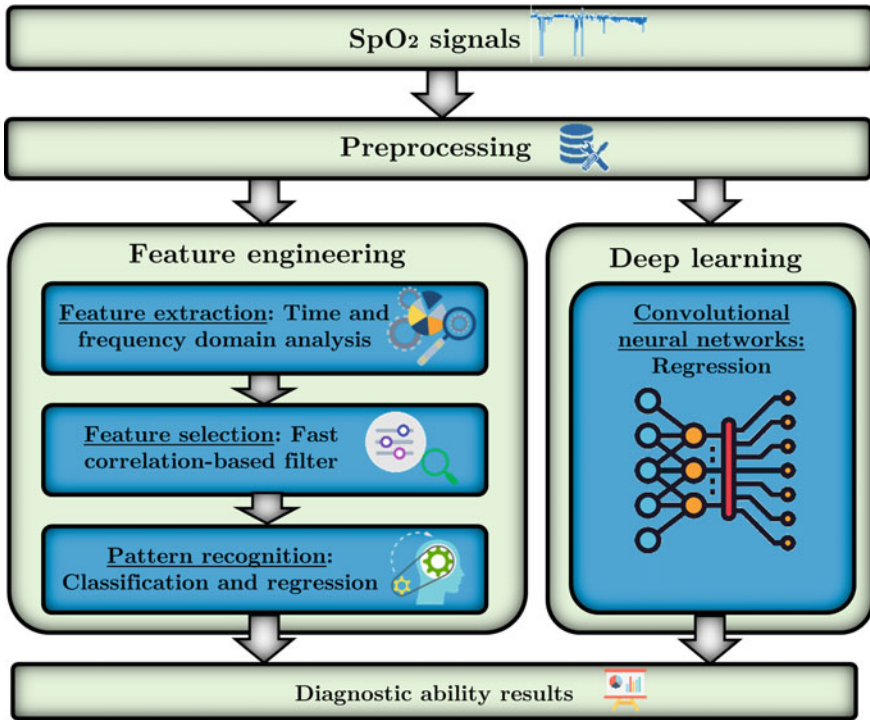 SpO2 signals
Preprocessing
Feature engineering
Feature extraction: Time and
frequency domain analysis
Feature selection: Fast
correlation-based filter
Pattern recognition:
Classification and regression
Deep learning
Convolutional
neural networks:
Regression
Diagnostic ability results